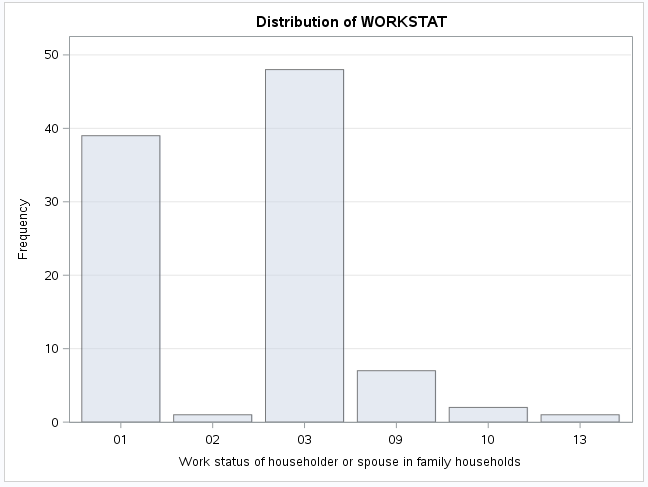 Distribution of WORKSTAT
50
40
30
20
10
0
Frequency
01 02 03 09 10 13
Work status of householder or spouse in family households